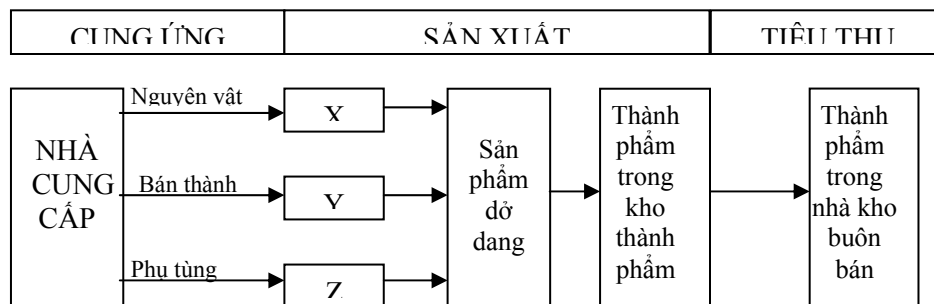 CUNG ỨNG
SẢN XUẤT
TIÊU THU
Nguyên vật
Bán thành
Phụ tùng
NHÀ
CUNG
CẤP
X
Y
Z
Sản
phẩm
dở
dang
Thành
phẩm
trong
kho
thành
phẩm
Thành
phẩm
trong
nhà kho
buôn
bán